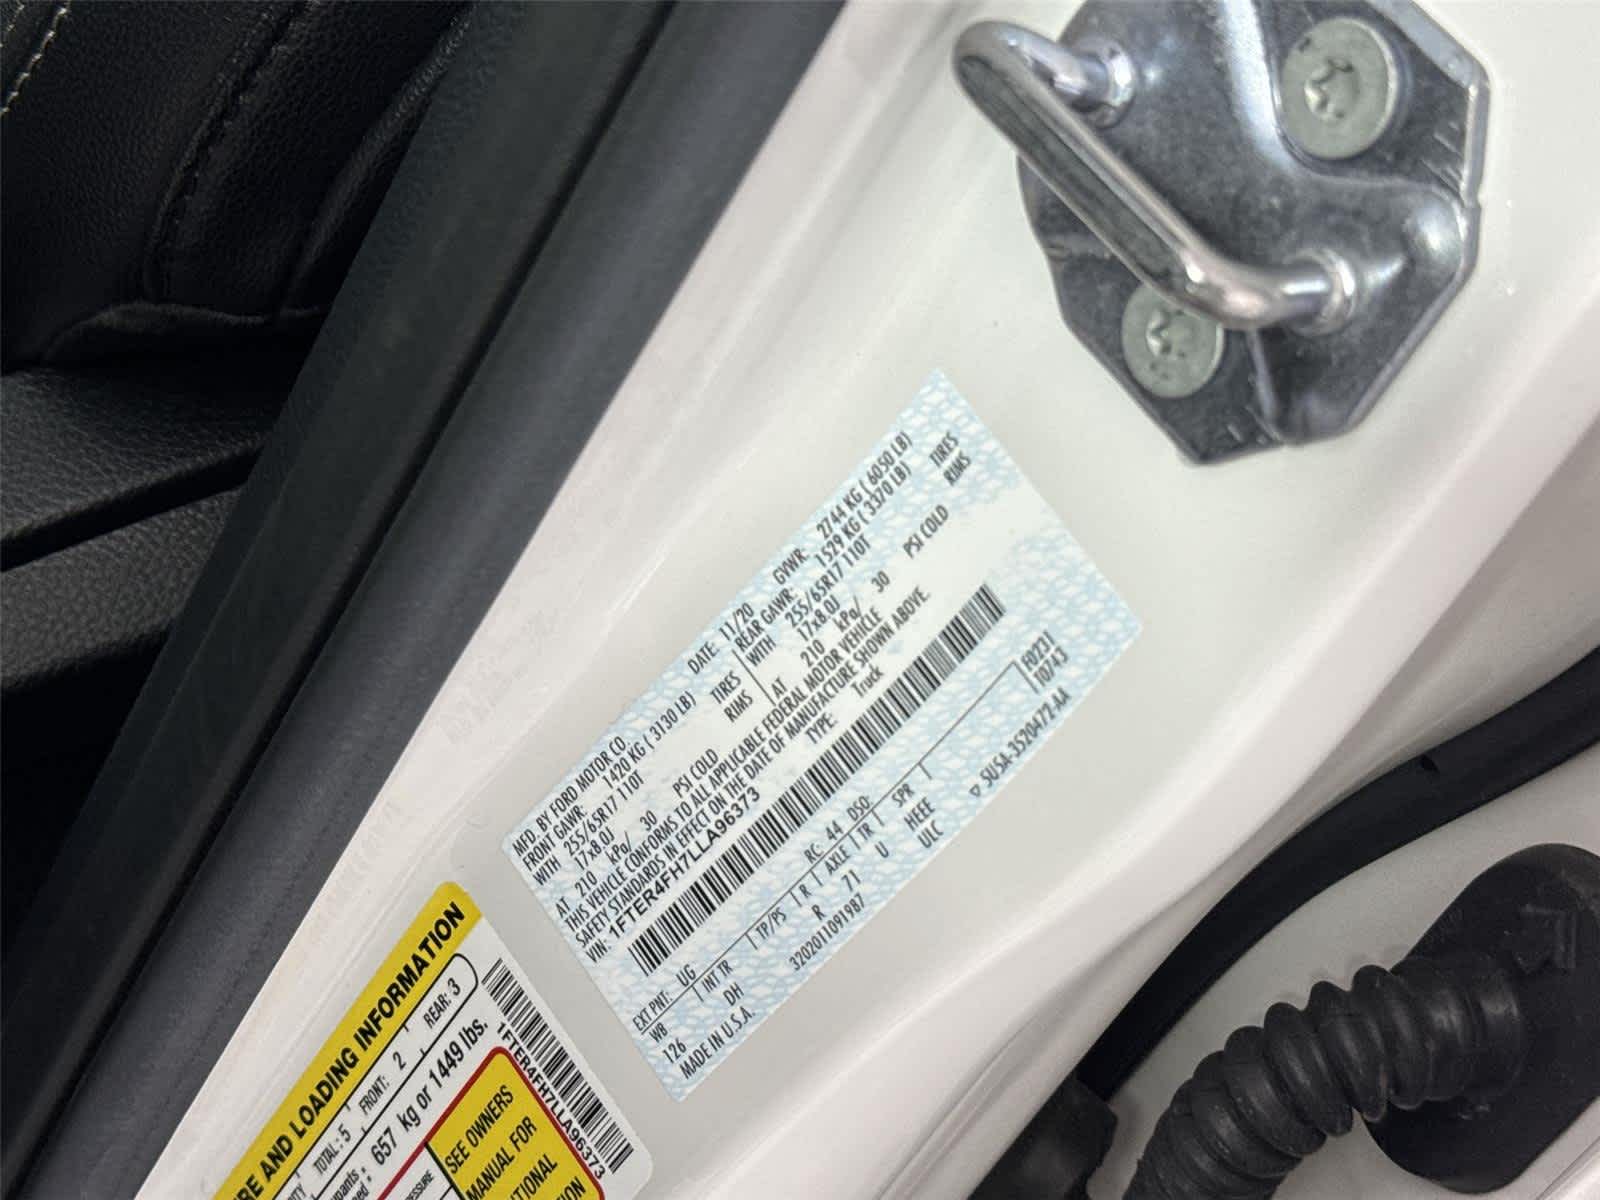 MFD. BY FORD MOTOR CO.
DATE: 11/20 GVWR: 2744 KG ( 6050 LB)
FRONT GAWR: 1420 KG ( 3130 LB) REAR GAWR: 1529 KG ( 3370 LB)
WITH 255/65R17 110T TIRES WITH 255/65R17 110T TIRES
17x8.0J RIMS 17x8.0J RIMS
AT 210 kPa/ 30 PSI COLD AT 210 kPa/ 30 PSI COLD
THIS VEHICLE CONFORMS TO ALL APPLICABLE FEDERAL MOTOR VEHICLE
SAFETY STANDARDS IN EFFECT ON THE DATE OF MANUFACTURE SHOWN ABOVE.
VIN: 1FTER4FH7LLA96373 TYPE: Truck
EXT PNT: UG RC: 44 DSO: F0231
WB INT TR TP/PS R AXLE TR SPR T0743
126 DH R 71 U HEEE
MADE IN U.S.A. 3202011091987 ULC
SU5A-3520472-AA
RE AND LOADING INFORMATION
TOTAL: 5 FRONT: 2 REAR: 3
657 kg or 1449 lbs.
1FTER4FH7LLA96373
SEE OWNERS
MANUAL FOR